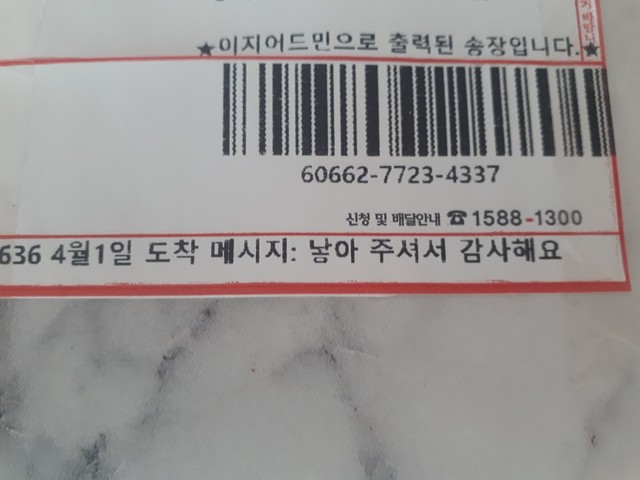 ★이지어드민으로 출력된 송장입니다.★
60662-7723-4337
신청 및 배달안내 ☎1588-1300
636 4월1일 도착 메시지: 낳아 주셔서 감사해요